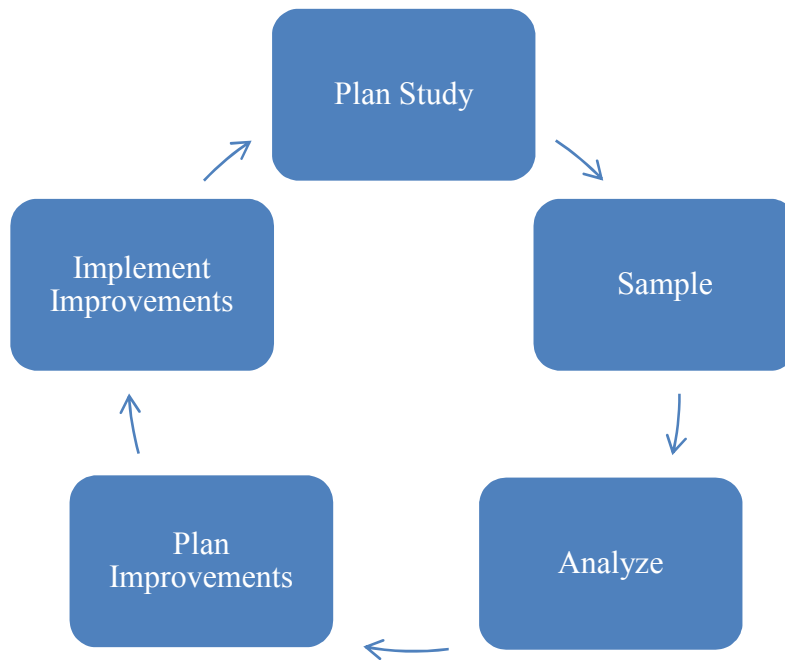 Plan Study
Sample
Analyze
Plan
Improvements
Implement
Improvements